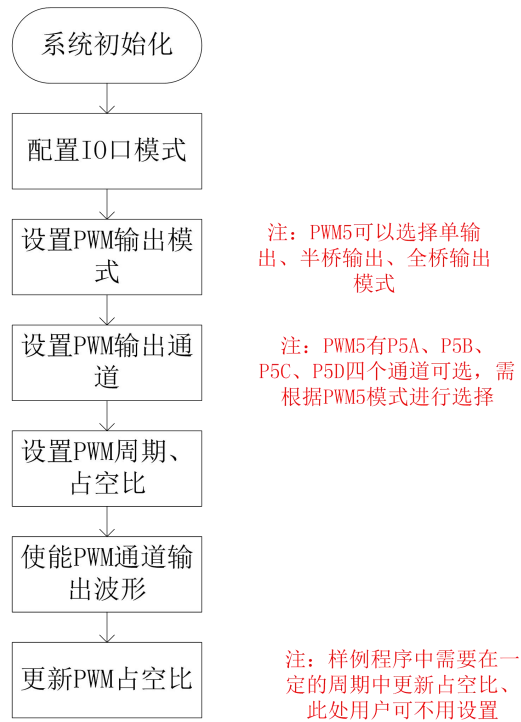 系统初始化
配置IO口模式
设置PWM输出模
式
注：PWM5可以选择单输
出、半桥输出、全桥输出
模式
设置PWM输出通
道
注：PWM5有P5A、P5B、
P5C、P5D四个通道可选，需
根据PWM5模式进行选择
设置PWM周期、
占空比
使能PWM通道输
出波形
更新PWM占空比
注：样例程序中需要在一
定的周期中更新占空比、
此处用户可不用设置